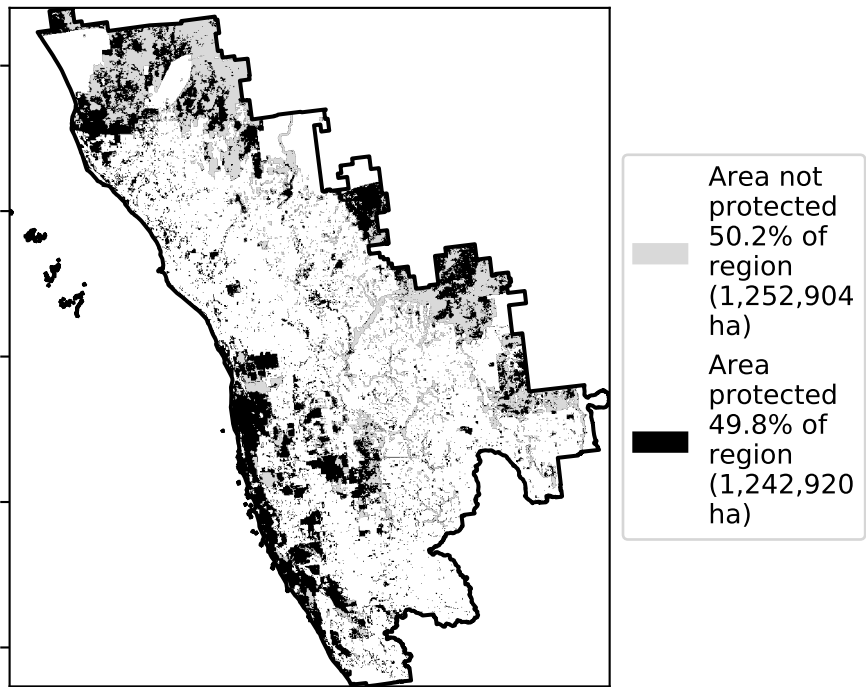 Area not
protected
50.2% of
region
(1,252,904
ha)
Area
protected
49.8% of
region
(1,242,920
ha)